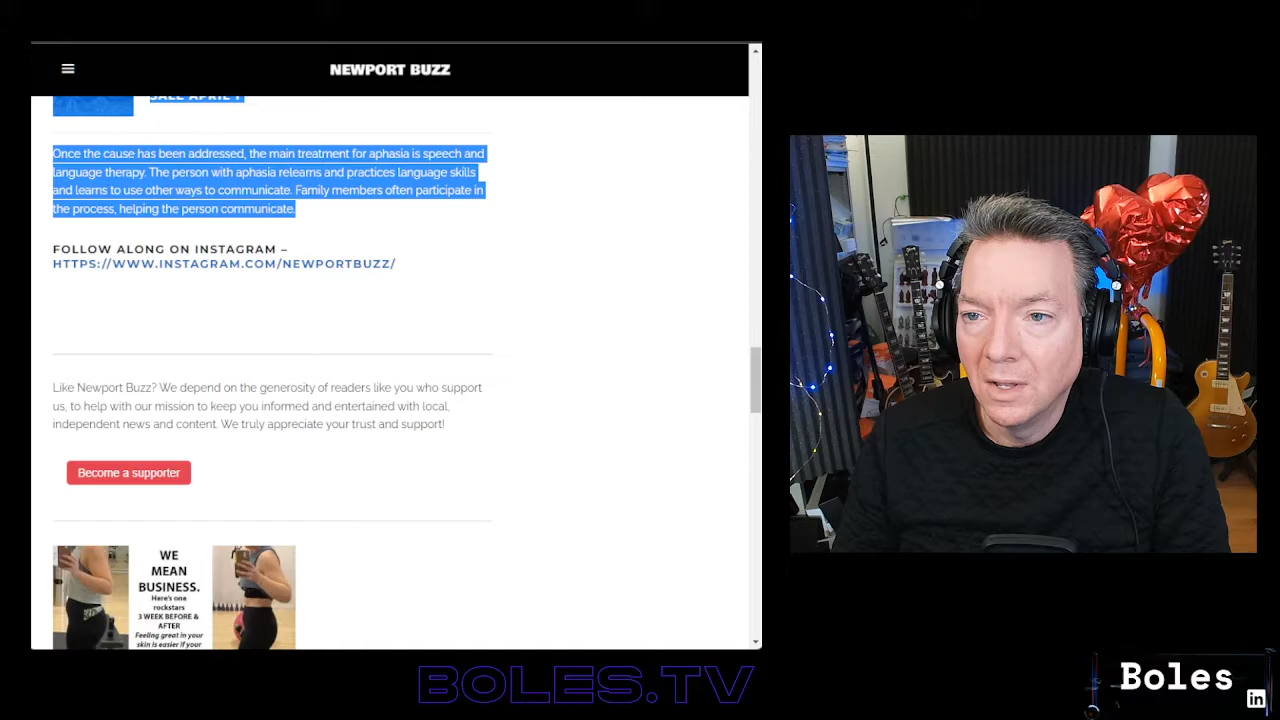 NEWPORT BUZZ
SALE APRIL 1
Once the cause has been addressed, the main treatment for aphasia is speech and
language therapy. The person with aphasia relearns and practices language skills
and learns to use other ways to communicate. Family members often participate in
the process, helping the person communicate.
FOLLOW ALONG ON INSTAGRAM –
HTTPS://WWW.INSTAGRAM.COM/NEWPORTBUZZ/
Like Newport Buzz? We depend on the generosity of readers like you who support
us, to help with our mission to keep you informed and entertained with local,
independent news and content. We truly appreciate your trust and support!
Become a supporter
WE
MEAN
BUSINESS.
Here's one
rockstars
3 WEEK BEFORE &
AFTER
Feeling great in your
skin is easier if your
BOLES.TV
Boles
in